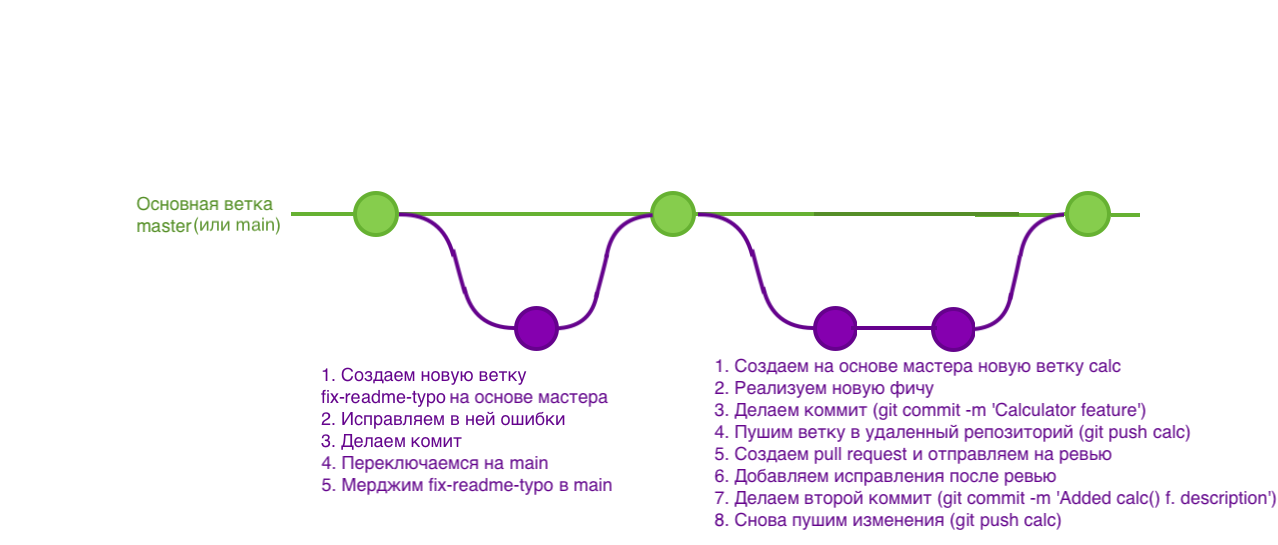 Основная ветка
master(или main)
1. Создаем новую ветку
fix-readme-typo на основе мастера
2. Исправляем в ней ошибки
3. Делаем комит
4. Переключаемся на main
5. Мерджим fix-readme-typo в main
1. Создаем на основе мастера новую ветку calc
2. Реализуем новую фичу
3. Делаем коммит (git commit -m 'Calculator feature')
4. Пушим ветку в удаленный репозиторий (git push calc)
5. Создаем pull request и отправляем на ревью
6. Добавляем исправления после ревью
7. Делаем второй коммит (git commit -m 'Added calc() f. description')
8. Снова пушим изменения (git push calc)